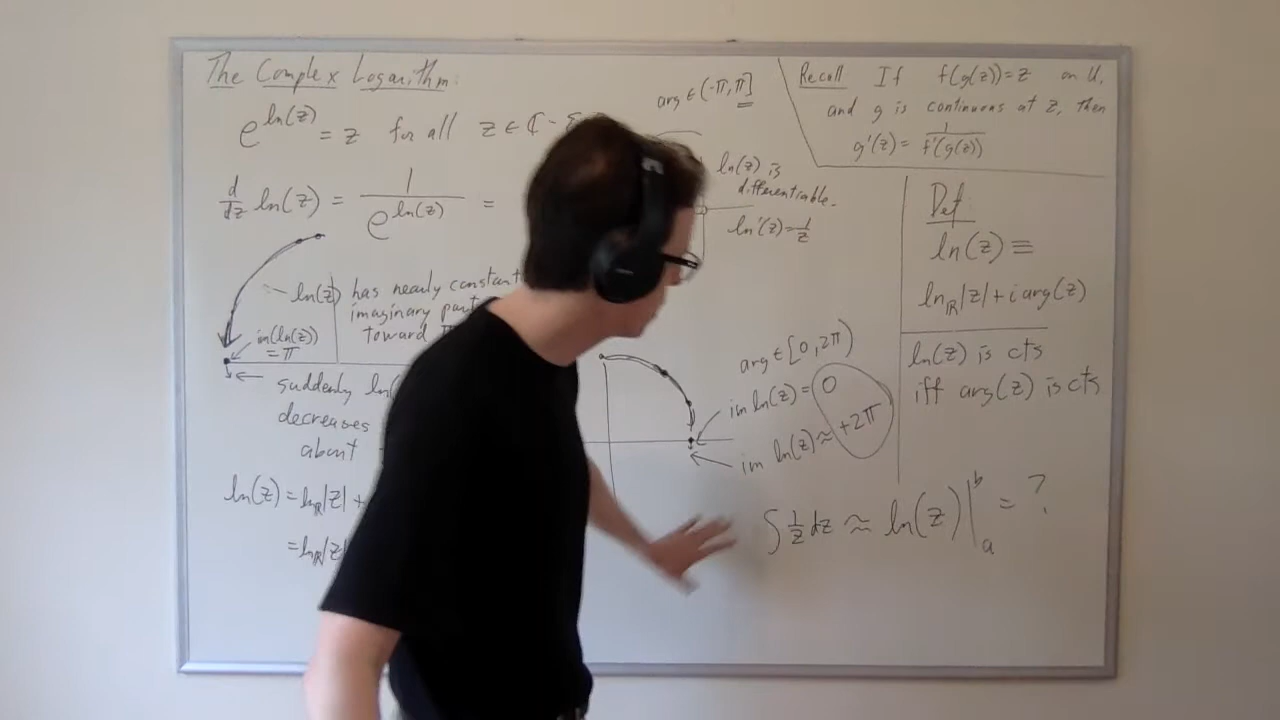 The Complex Logarithm:
e^{ln(z)} = z for all z ∈ ℂ -
d/dz ln(z) = 1/e^{ln(z)} =
ln(z) has nearly constant
imaginary part
toward
im(ln(z))
= π
suddenly ln(
decreases
about
ln(z) = ln_ℝ|z| +
= ln_ℝ|z|
arg ∈ (-π, π]
ln(z) is
differentiable.
ln'(z) = 1/z
arg ∈ [0, 2π)
im ln(z) = 0
im ln(z) ≈ +2π
∫ 1/z dz ≈ ln(z) |_a^b = ?
Recall If f(g(z)) = z on U,
and g is continuous at z, then
g'(z) = 1/f'(g(z))
Def
ln(z) ≡
ln_ℝ|z| + i arg(z)
ln(z) is cts
iff arg(z) is cts